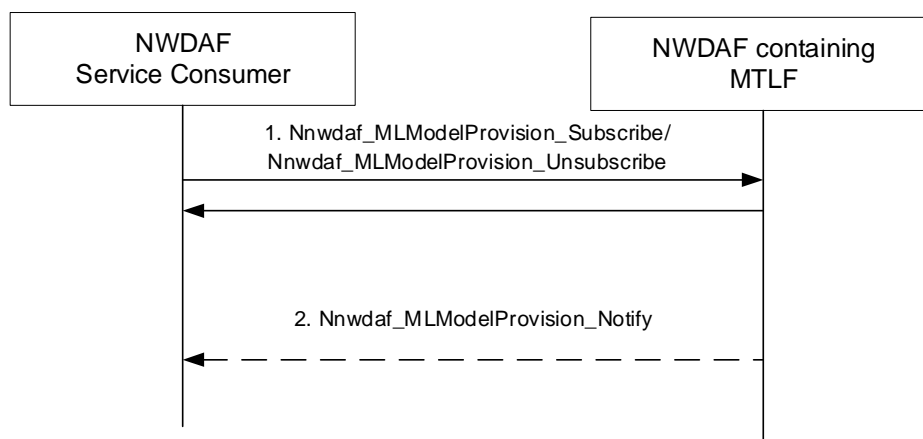 NWDAF
Service Consumer
NWDAF containing
MTLF
1. Nnwdaf_MLModelProvision_Subscribe/
Nnwdaf_MLModelProvision_Unsubscribe
2. Nnwdaf_MLModelProvision_Notify